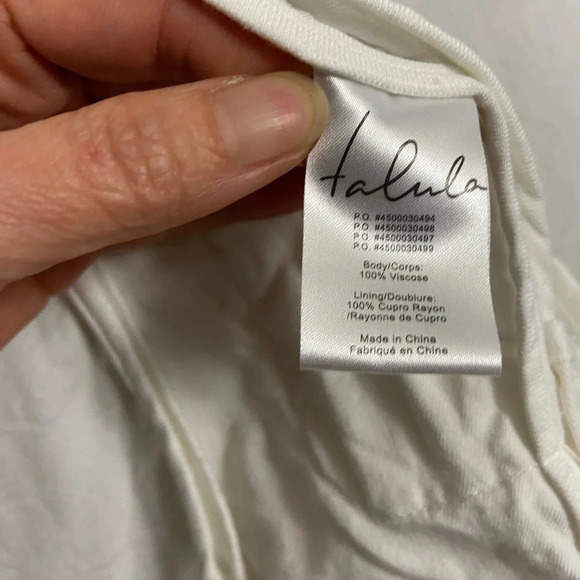 talula
P.O. #4500030494
P.O. #4500030496
P.O. #4500030497
P.O. #4500030499
Body/Corps:
100% Viscose
Lining/Doublure:
100% Cupro Rayon
/Rayonne de Cupro
Made in China
Fabriqué en Chine